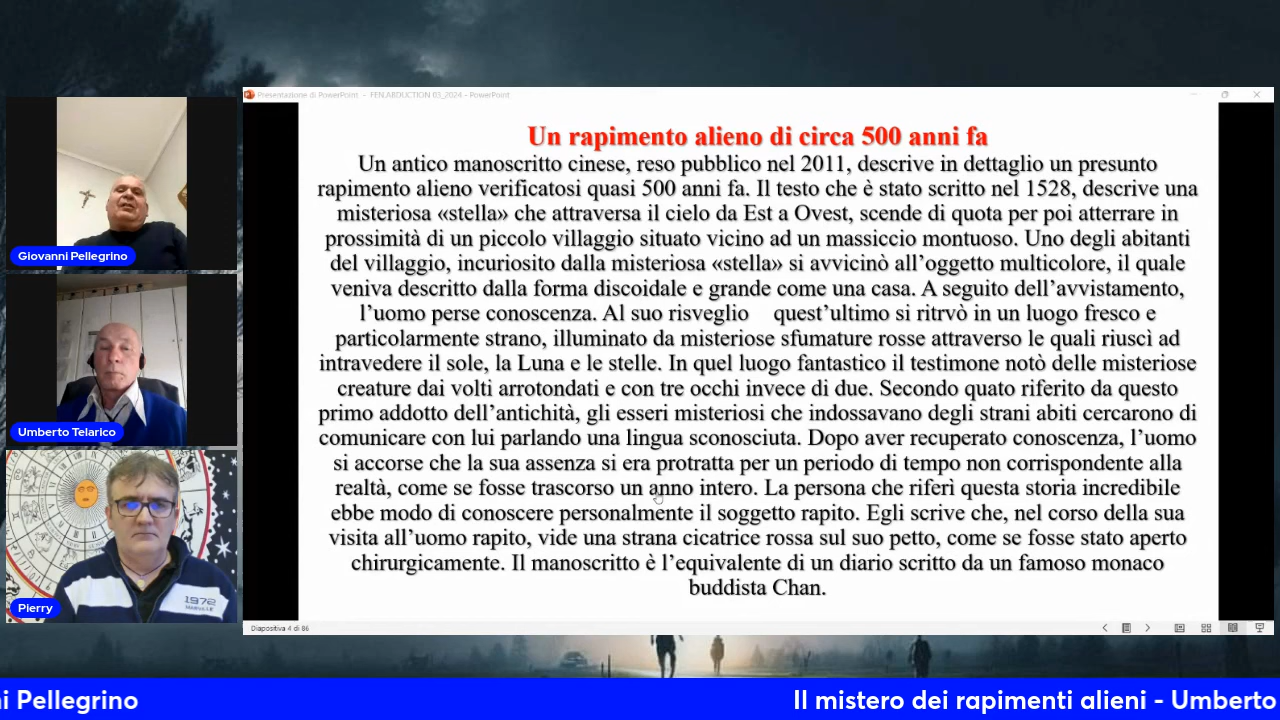 Presentazione di PowerPoint - FEN.ABDUCTION 03_2024 - PowerPoint
Un rapimento alieno di circa 500 anni fa
Un antico manoscritto cinese, reso pubblico nel 2011, descrive in dettaglio un presunto
rapimento alieno verificatosi quasi 500 anni fa. Il testo che è stato scritto nel 1528, descrive una
misteriosa «stella» che attraversa il cielo da Est a Ovest, scende di quota per poi atterrare in
prossimità di un piccolo villaggio situato vicino ad un massiccio montuoso. Uno degli abitanti
del villaggio, incuriosito dalla misteriosa «stella» si avvicinò all’oggetto multicolore, il quale
veniva descritto dalla forma discoidale e grande come una casa. A seguito dell’avvistamento,
l’uomo perse conoscenza. Al suo risveglio quest’ultimo si ritrvò in un luogo fresco e
particolarmente strano, illuminato da misteriose sfumature rosse attraverso le quali riuscì ad
intravedere il sole, la Luna e le stelle. In quel luogo fantastico il testimone notò delle misteriose
creature dai volti arrotondati e con tre occhi invece di due. Secondo quato riferito da questo
primo addotto dell’antichità, gli esseri misteriosi che indossavano degli strani abiti cercarono di
comunicare con lui parlando una lingua sconosciuta. Dopo aver recuperato conoscenza, l’uomo
si accorse che la sua assenza si era protratta per un periodo di tempo non corrispondente alla
realtà, come se fosse trascorso un anno intero. La persona che riferì questa storia incredibile
ebbe modo di conoscere personalmente il soggetto rapito. Egli scrive che, nel corso della sua
visita all’uomo rapito, vide una strana cicatrice rossa sul suo petto, come se fosse stato aperto
chirurgicamente. Il manoscritto è l’equivalente di un diario scritto da un famoso monaco
buddista Chan.
Diapositiva 4 di 86
Giovanni Pellegrino
Umberto Telarico
1972
Pierry
ni Pellegrino
Il mistero dei rapimenti alieni - Umberto